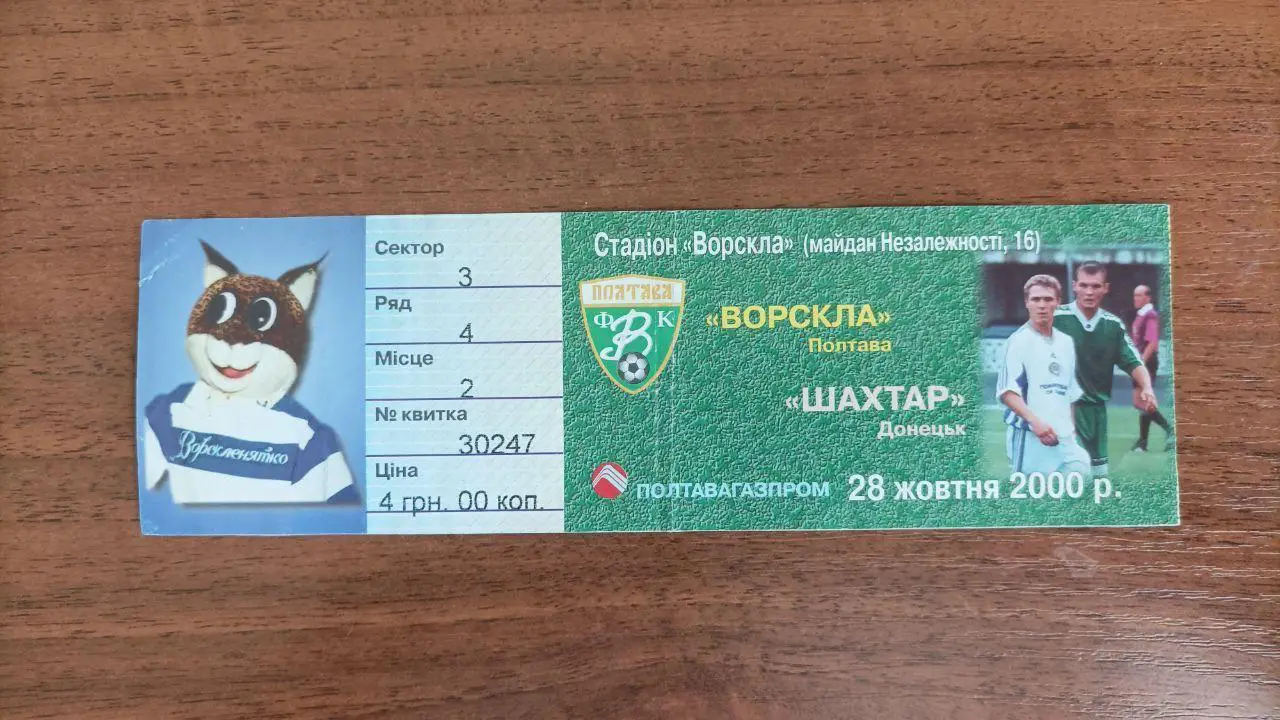 Ворскленятко
Сектор
3
Ряд
4
Місце
2
№ квитка
30247
Ціна
4 грн. 00 коп.
Стадіон «Ворскла» (майдан Незалежності, 16)
ПОЛТАВА
ФВК
«ВОРСКЛА»
Полтава
«ШАХТАР»
Донецьк
ПОЛТАВАГАЗПРОМ
28 жовтня 2000 р.